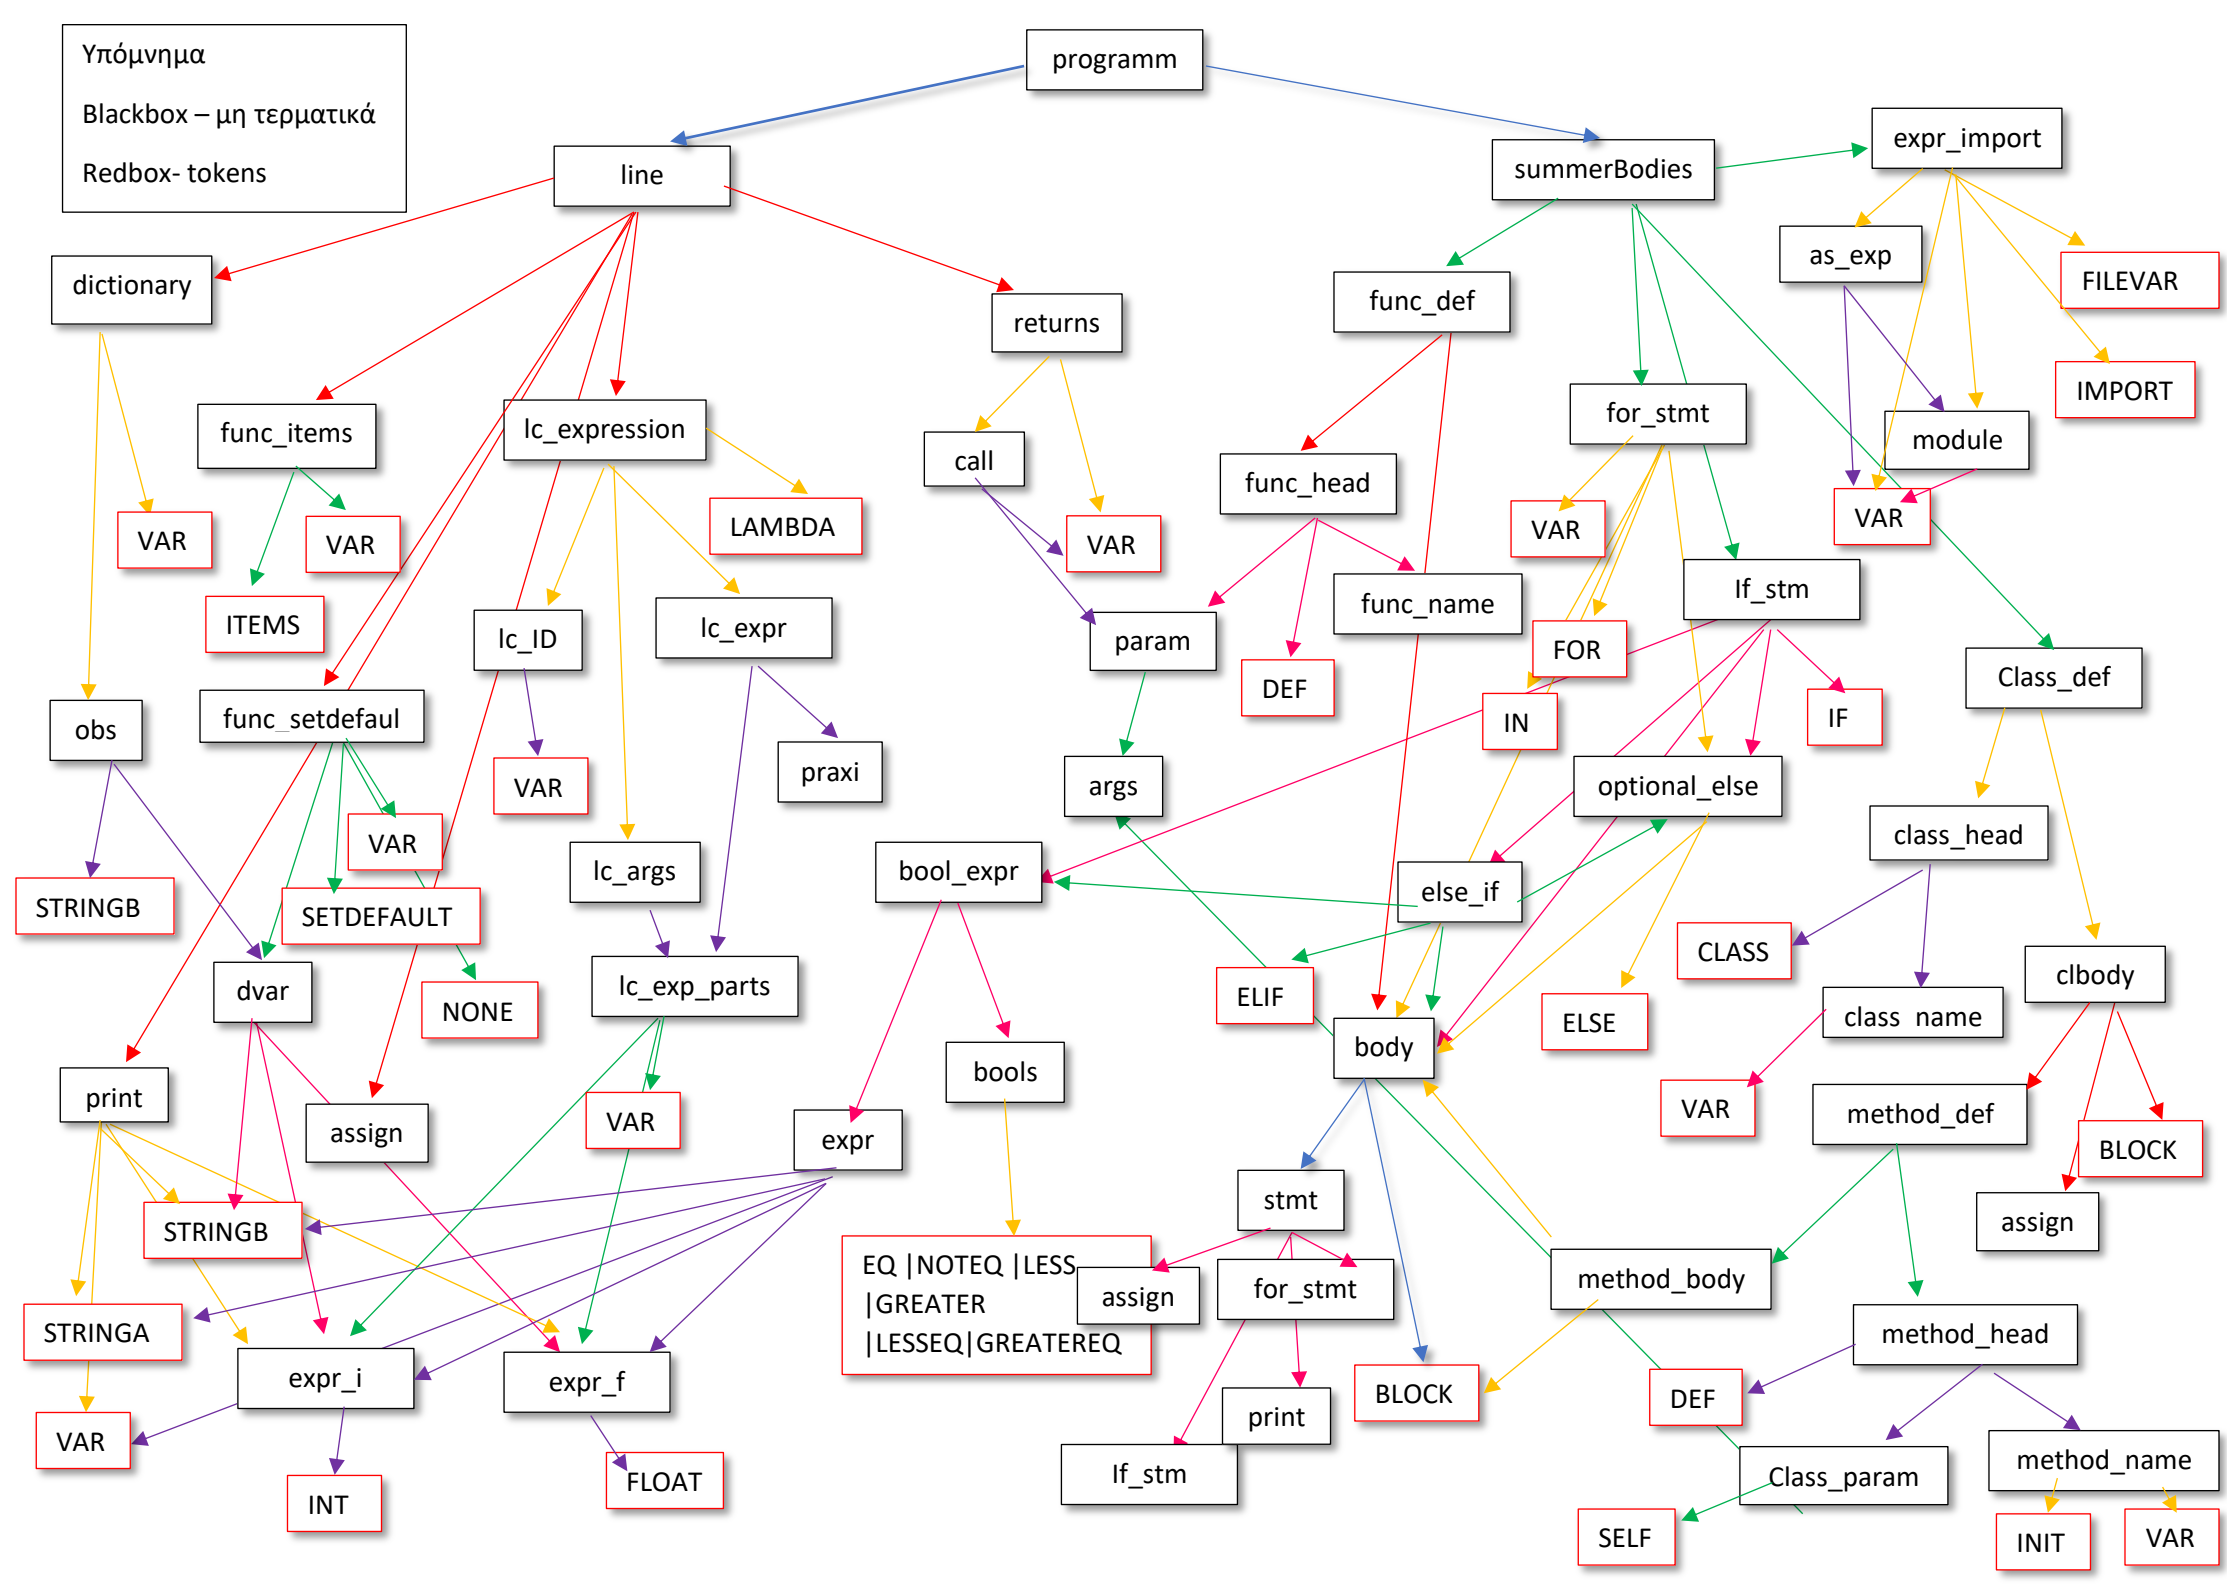 Υπόμνημα
Blackbox – μη τερματικά
Redbox- tokens
programm
line
summerBodies
expr_import
dictionary
returns
func_def
as_exp
FILEVAR
func_items
lc_expression
call
func_head
for_stmt
module
IMPORT
VAR
VAR
LAMBDA
VAR
VAR
VAR
ITEMS
lc_ID
lc_expr
param
func_name
FOR
If_stm
DEF
Class_def
obs
func_setdefaul
VAR
praxi
IN
IF
args
optional_else
VAR
lc_args
bool_expr
else_if
class_head
STRINGB
SETDEFAULT
dvar
NONE
lc_exp_parts
ELIF
ELSE
CLASS
clbody
class_name
print
assign
VAR
bools
body
VAR
method_def
expr
BLOCK
STRINGB
stmt
assign
EQ |NOTEQ |LESS
|GREATER
|LESSEQ|GREATEREQ
assign
for_stmt
method_body
STRINGA
method_head
expr_i
expr_f
BLOCK
DEF
VAR
print
INT
FLOAT
If_stm
Class_param
method_name
SELF
INIT
VAR